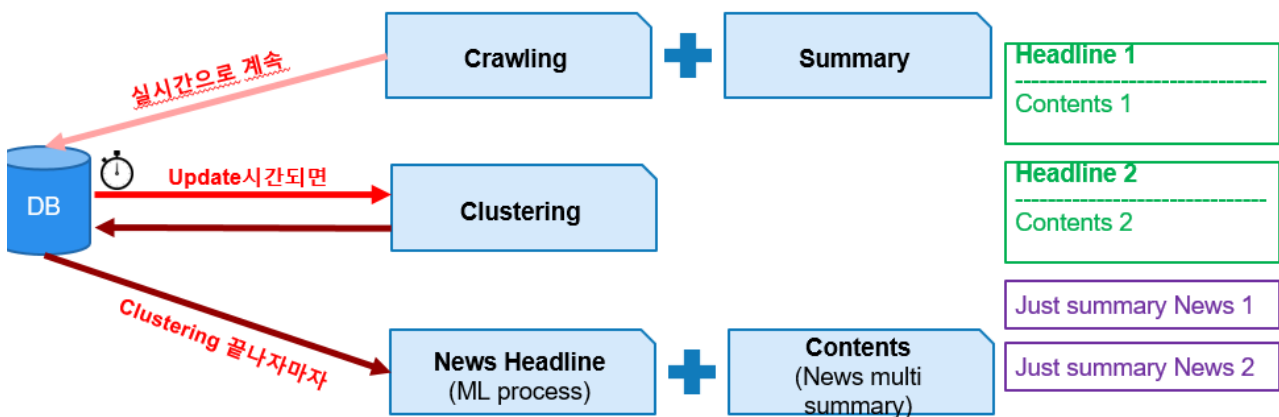 Crawling
Summary
실시간으로 계속
DB
Update시간되면
Clustering
Clustering 끝나자마자
News Headline
(ML process)
Contents
(News multi
summary)
Headline 1
--------------------------------
Contents 1
Headline 2
--------------------------------
Contents 2
Just summary News 1
Just summary News 2